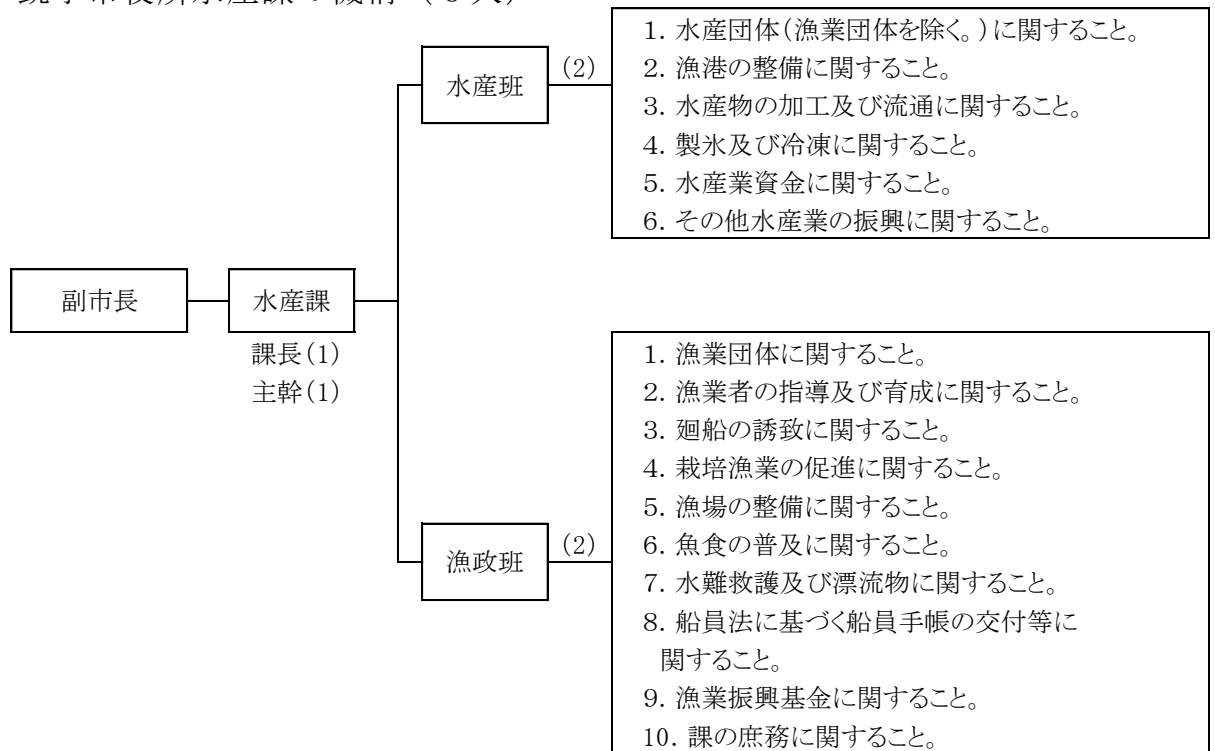 水産班
(2)
1. 水産団体(漁業団体を除く。)に関すること。
2. 漁港の整備に関すること。
3. 水産物の加工及び流通に関すること。
4. 製氷及び冷凍に関すること。
5. 水産業資金に関すること。
6. その他水産業の振興に関すること。
副市長
水産課
課長(1)
主幹(1)
漁政班
(2)
1. 漁業団体に関すること。
2. 漁業者の指導及び育成に関すること。
3. 廻船の誘致に関すること。
4. 栽培漁業の促進に関すること。
5. 漁場の整備に関すること。
6. 魚食の普及に関すること。
7. 水難救護及び漂流物に関すること。
8. 船員法に基づく船員手帳の交付等に
関すること。
9. 漁業振興基金に関すること。
10. 課の庶務に関すること。